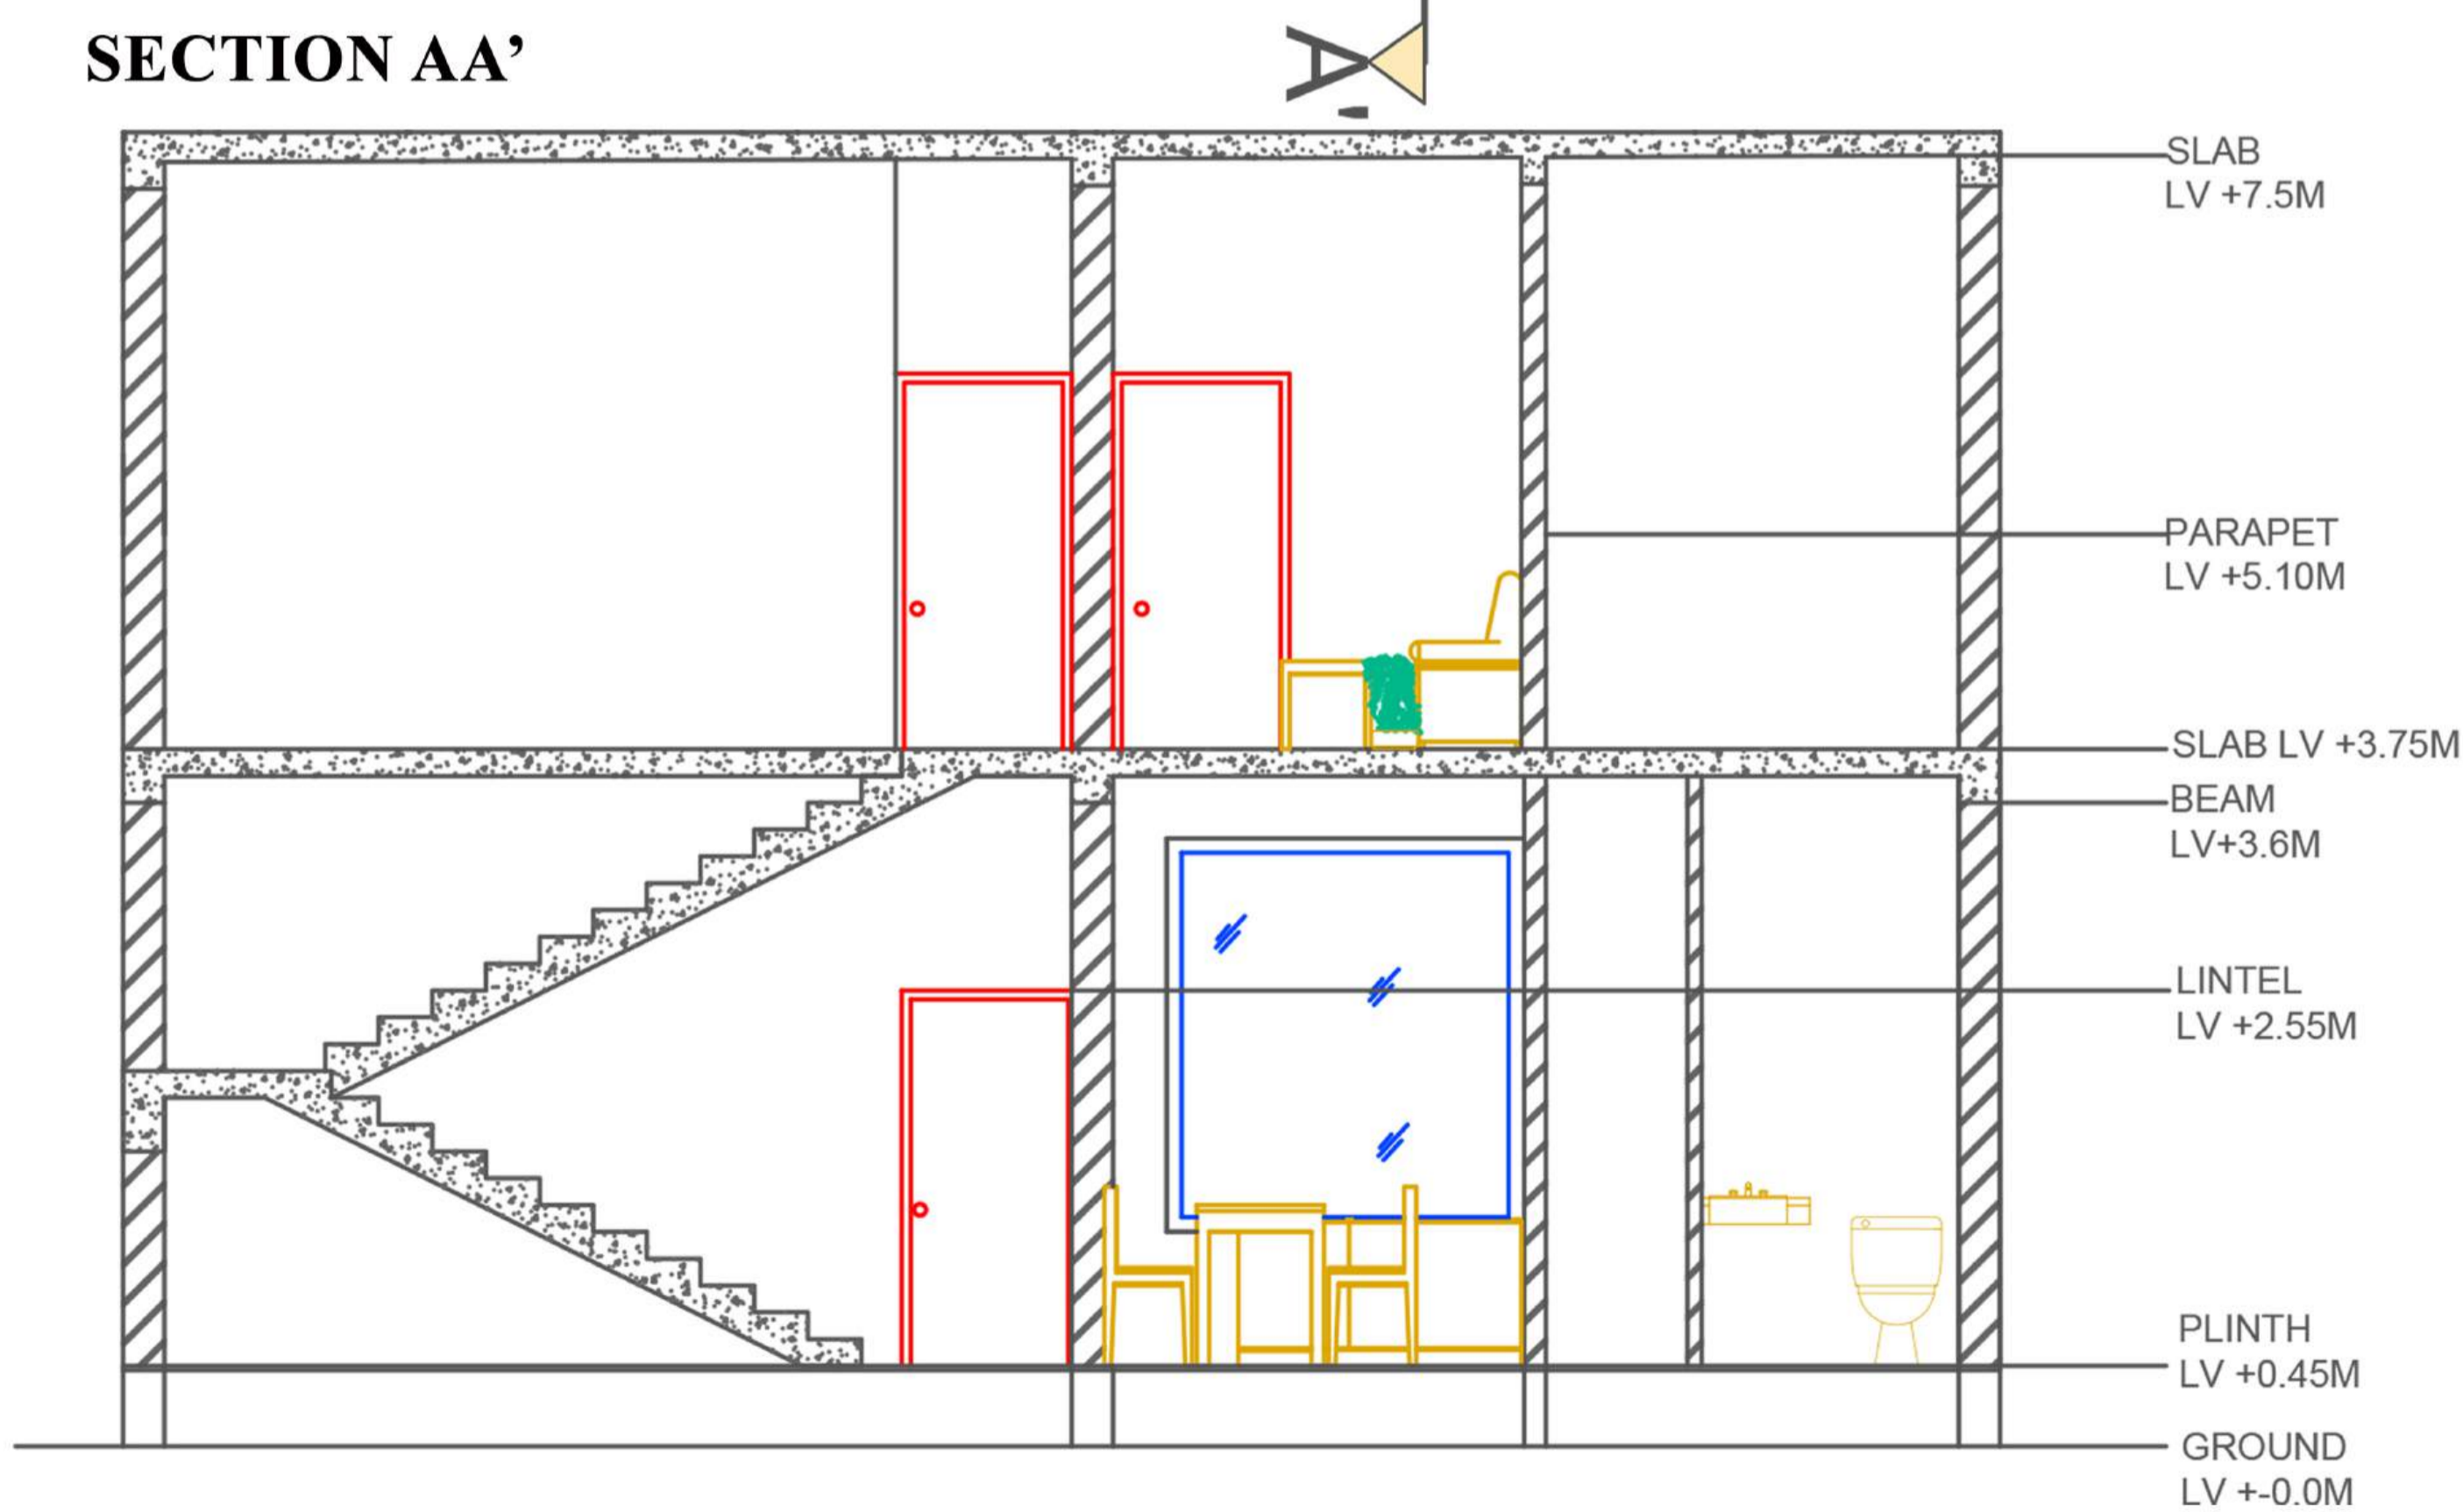 SECTION AA’
A'
SLAB
LV +7.5M
PARAPET
LV +5.10M
SLAB LV +3.75M
BEAM
LV+3.6M
LINTEL
LV +2.55M
PLINTH
LV +0.45M
GROUND
LV +-0.0M